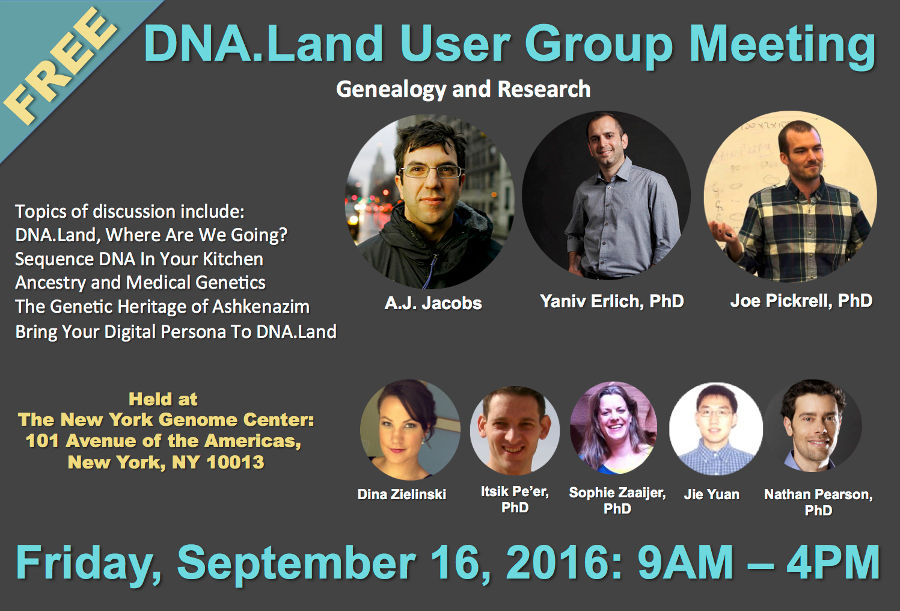 FREE
DNA.Land User Group Meeting
Genealogy and Research
Topics of discussion include:
DNA.Land, Where Are We Going?
Sequence DNA In Your Kitchen
Ancestry and Medical Genetics
The Genetic Heritage of Ashkenazim
Bring Your Digital Persona To DNA.Land
A.J. Jacobs
Yaniv Erlich, PhD
Joe Pickrell, PhD
Held at
The New York Genome Center:
101 Avenue of the Americas,
New York, NY 10013
Dina Zielinski
Itsik Pe'er,
PhD
Sophie Zaaijer,
PhD
Jie Yuan
Nathan Pearson,
PhD
Friday, September 16, 2016: 9AM – 4PM